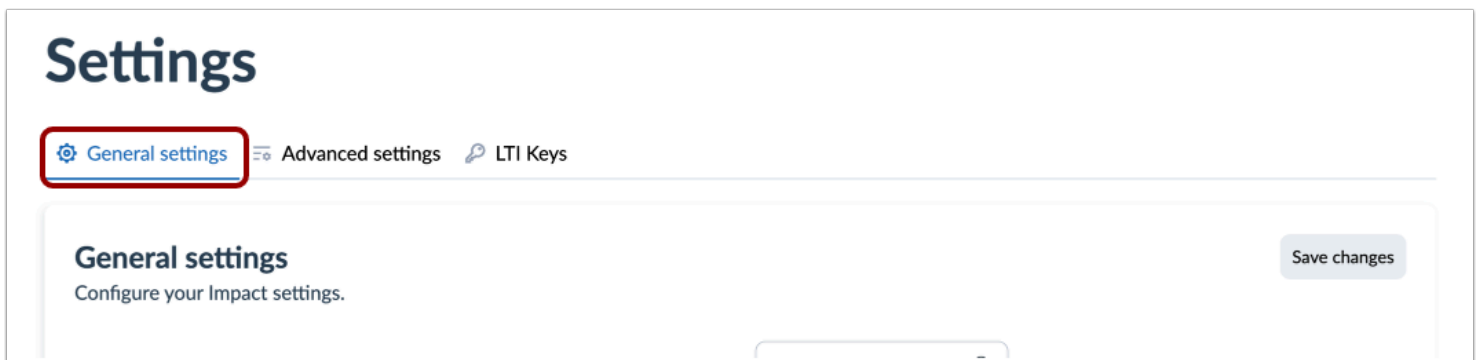 Settings
General settings Advanced settings LTI Keys
General settings
Save changes
Configure your Impact settings.